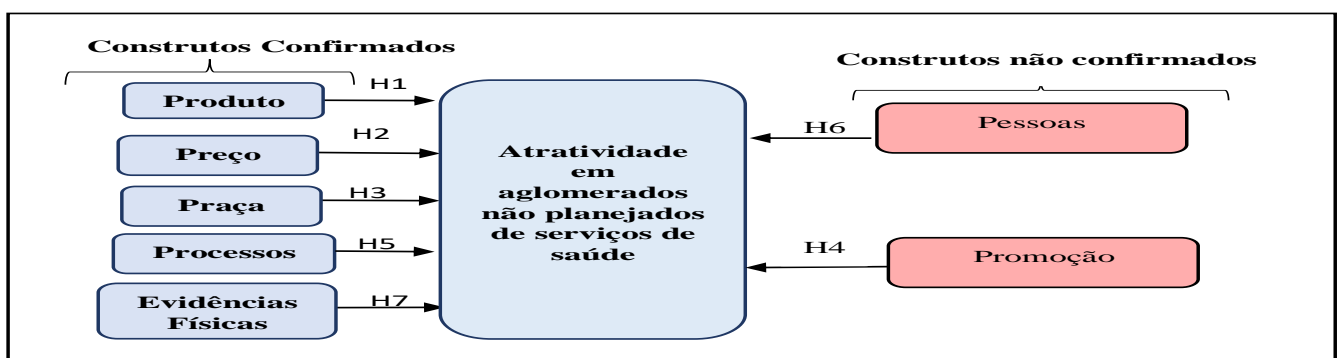 Construtos Confirmados
Produto
H1
Preço
H2
Praça
H3
Processos
H5
Evidências
Físicas
H7
Atratividade
em
aglomerados
não planejados
de serviços de
saúde
Construtos não confirmados
H6
Pessoas
H4
Promoção